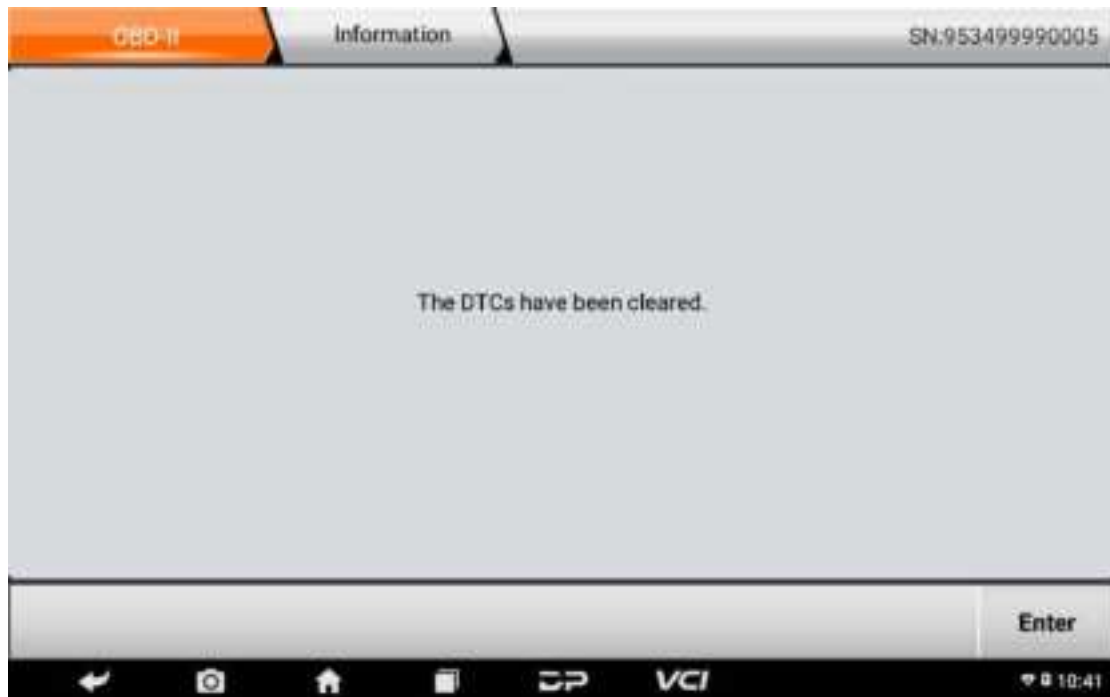 OBD-II
Information
SN:953499990005
The DTCs have been cleared.
Enter
VCI
10:41